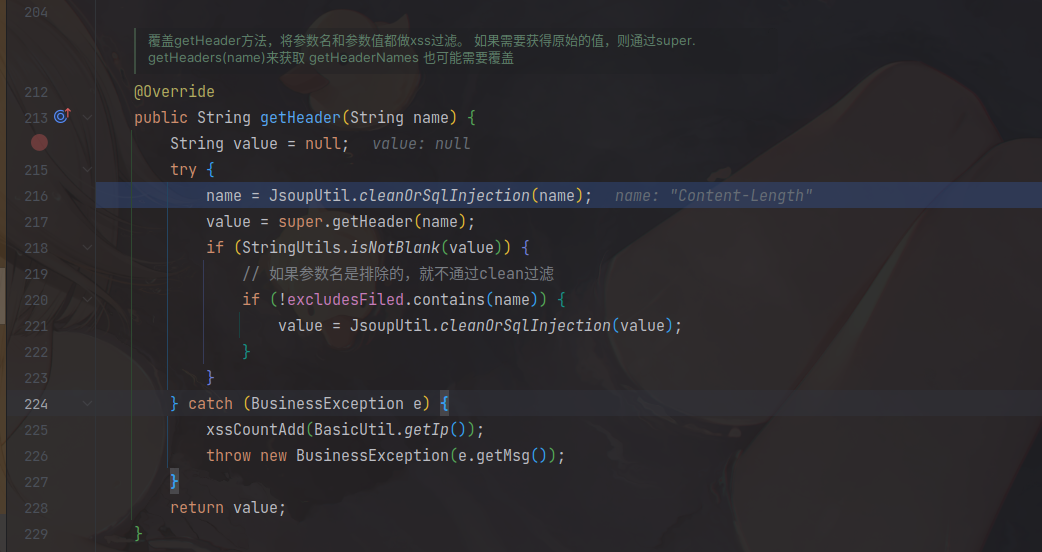 204
覆盖getHeader方法，将参数名和参数值都做xss过滤。 如果需要获得原始的值，则通过super.
getHeaders(name)来获取 getHeaderNames 也可能需要覆盖
212 @Override
213 public String getHeader(String name) {
String value = null; value: null
215 try {
216 name = JsoupUtil.cleanOrSqlInjection(name); name: "Content-Length"
217 value = super.getHeader(name);
218 if (StringUtils.isNotBlank(value)) {
219 // 如果参数名是排除的，就不通过clean过滤
220 if (!excludesFiled.contains(name)) {
221 value = JsoupUtil.cleanOrSqlInjection(value);
222 }
223 }
224 } catch (BusinessException e) {
225 xssCountAdd(BasicUtil.getIp());
226 throw new BusinessException(e.getMsg());
227 }
228 return value;
229 }